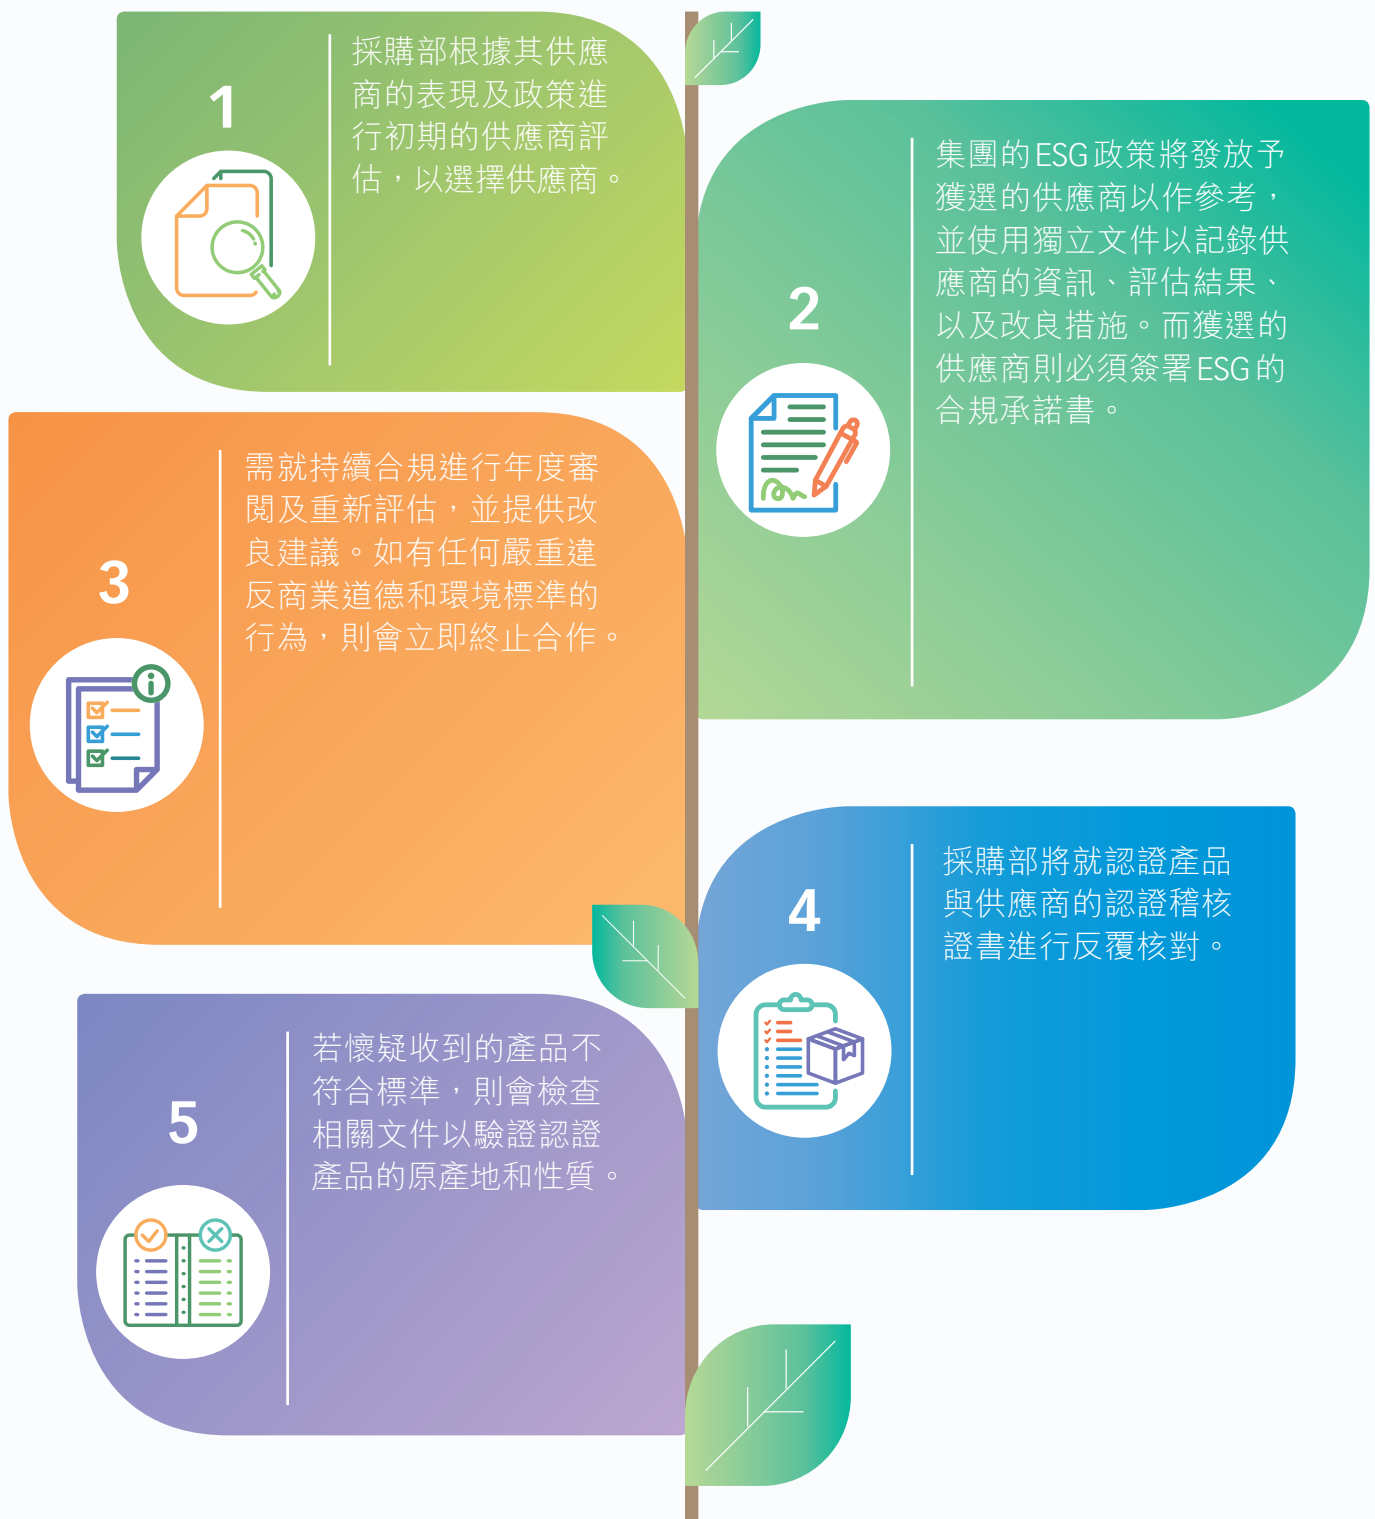 1
採購部根據其供應
商的表現及政策進
行初期的供應商評
估，以選擇供應商。
2
集團的ESG政策將發放予
獲選的供應商以作參考，
並使用獨立文件以記錄供
應商的資訊、評估結果、
以及改良措施。而獲選的
供應商則必須簽署ESG的
合規承諾書。
3
需就持續合規進行年度審
閱及重新評估，並提供改
良建議。如有任何嚴重違
反商業道德和環境標準的
行為，則會立即終止合作。
4
採購部將就認證產品
與供應商的認證稽核
證書進行反覆核對。
5
若懷疑收到的產品不
符合標準，則會檢查
相關文件以驗證認證
產品的原產地和性質。